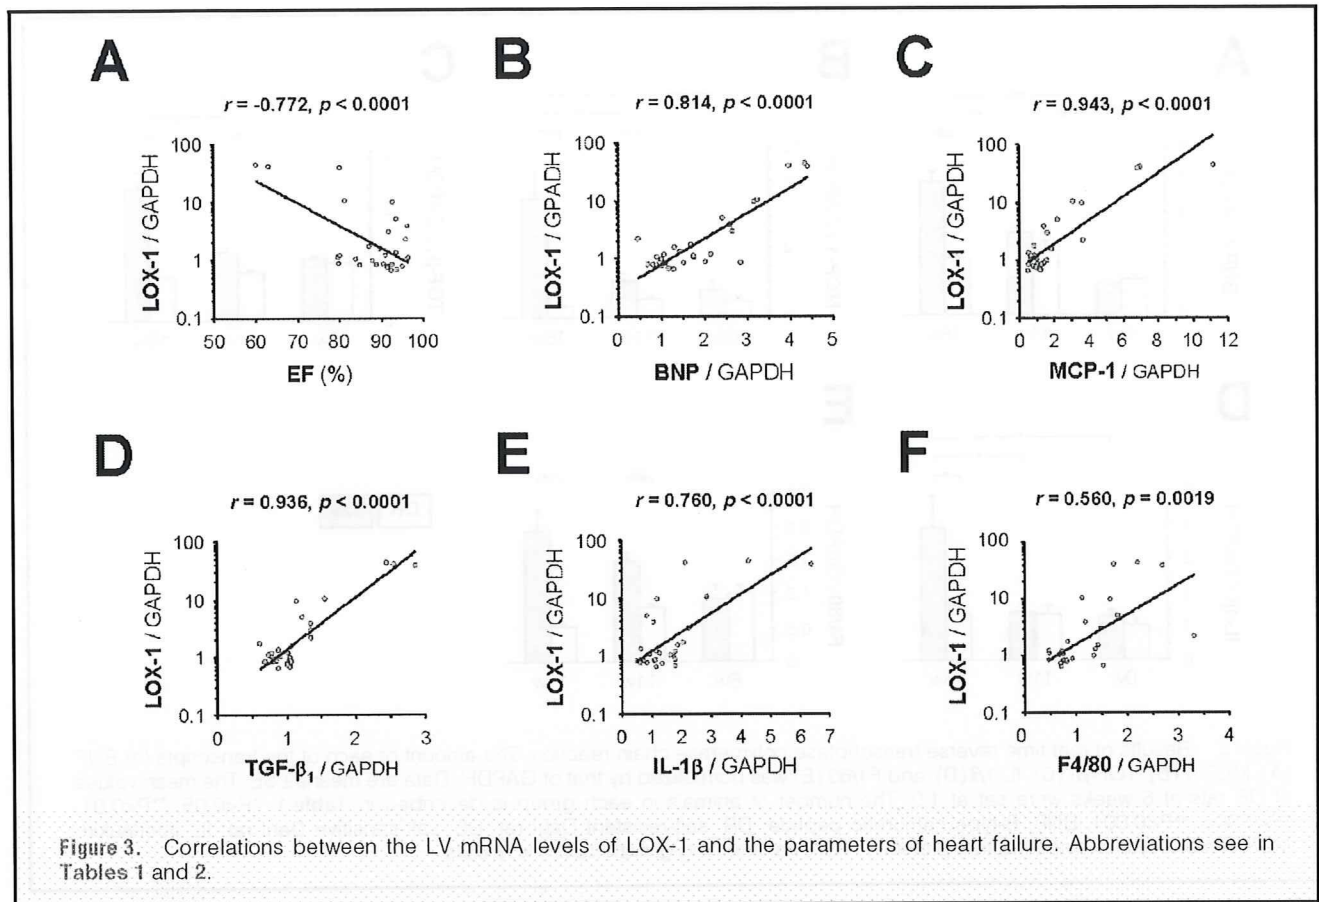 A
B
C
r = -0.772, p < 0.0001
r = 0.814, p < 0.0001
r = 0.943, p < 0.0001
LOX-1 / GAPDH
100
10
1
0.1
50 60 70 80 90 100
EF (%)
LOX-1 / GPADH
100
10
1
0.1
0 1 2 3 4 5
BNP / GAPDH
LOX-1 / GAPDH
100
10
1
0.1
0 2 4 6 8 10 12
MCP-1 / GAPDH
D
E
F
r = 0.936, p < 0.0001
r = 0.760, p < 0.0001
r = 0.560, p = 0.0019
LOX-1 / GAPDH
100
10
1
0.1
0 1 2 3
TGF-β₁ / GAPDH
LOX-1 / GAPDH
100
10
1
0.1
0 1 2 3 4 5 6 7
IL-1β / GAPDH
LOX-1 / GAPDH
100
10
1
0.1
0 1 2 3 4
F4/80 / GAPDH
Figure 3. Correlations between the LV mRNA levels of LOX-1 and the parameters of heart failure. Abbreviations see in
Tables 1 and 2.